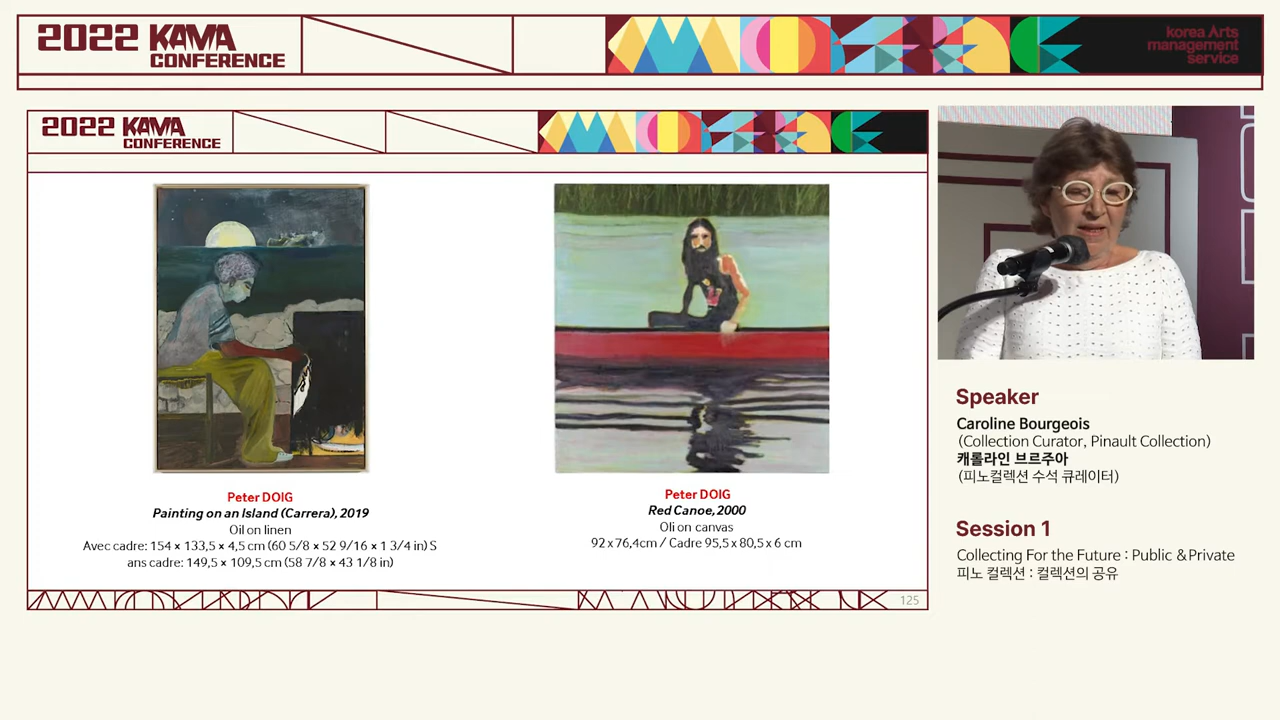 2022 KAMA
CONFERENCE
korea Arts
management
service
2022 KAMA
CONFERENCE
Peter DOIG
Painting on an Island (Carrera), 2019
Oil on linen
Avec cadre: 154 × 133,5 × 4,5 cm (60 5/8 × 52 9/16 × 1 3/4 in) S
ans cadre: 149,5 × 109,5 cm (58 7/8 × 43 1/8 in)
Peter DOIG
Red Canoe, 2000
Oli on canvas
92 x 76,4cm / Cadre 95,5 x 80,5 x 6 cm
125
Speaker
Caroline Bourgeois
(Collection Curator, Pinault Collection)
캐롤라인 브르주아
(피노컬렉션 수석 큐레이터)
Session 1
Collecting For the Future : Public & Private
피노 컬렉션 : 컬렉션의 공유